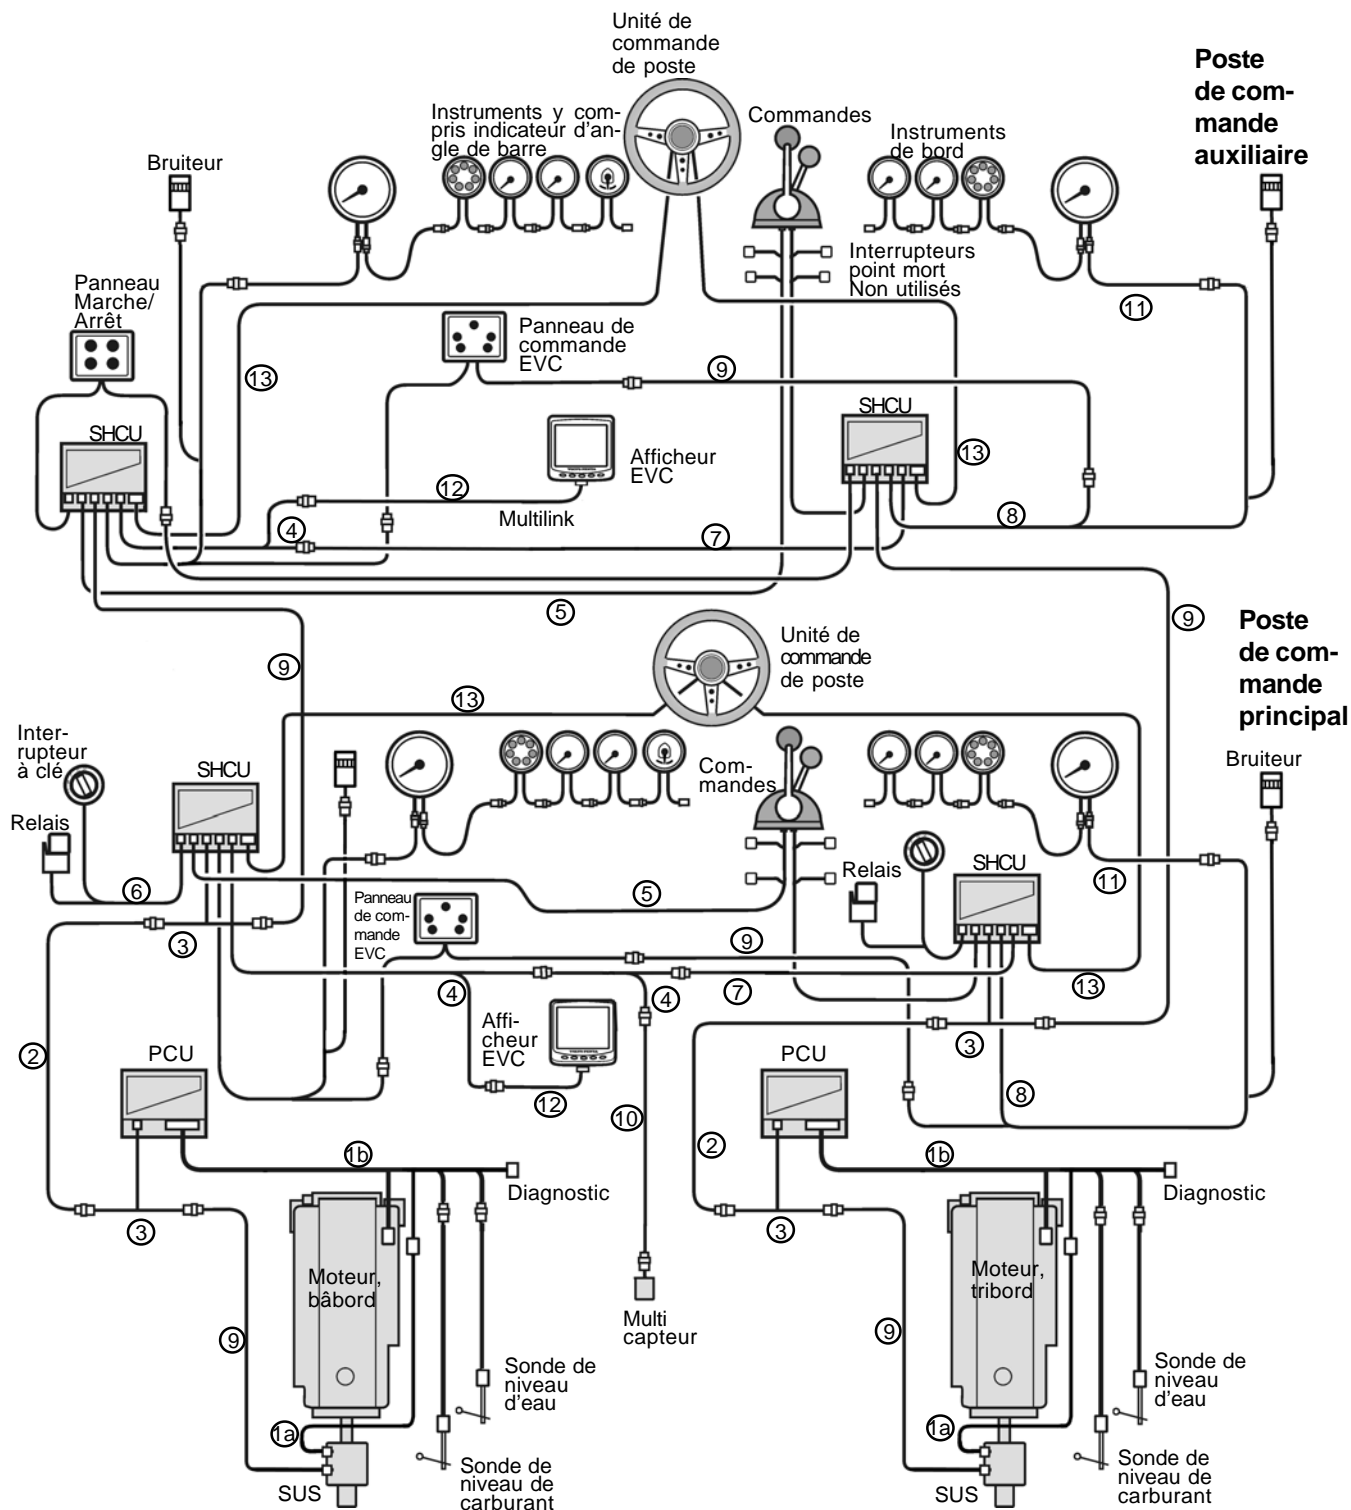 Unité de
commande
de poste
Poste
de com-
mande
auxiliaire
Instruments y com-
pris indicateur d'an-
gle de barre
Commandes
Instruments
de bord
Bruiteur
Interrupteurs
point mort
Non utilisés
Panneau
Marche/
Arrêt
11
Panneau de
commande
EVC
13
9
SHCU
SHCU
Afficheur
EVC
13
12
Multilink
4
7
8
5
9
Poste
de com-
mande
principal
Unité de
commande
de poste
9
13
Inter-
rupteur
à clé
SHCU
Com-
mandes
Bruiteur
Relais
Relais
SHCU
11
6
5
Panneau
de com-
mande
EVC
3
9
4
4
7
13
Affi-
cheur
EVC
2
PCU
PCU
3
12
10
8
2
1b
1b
Diagnostic
Diagnostic
3
3
Moteur,
bâbord
Moteur,
tribord
Multi
capteur
9
9
Sonde de
niveau
d'eau
Sonde de
niveau
d'eau
1a
1a
Sonde de
niveau de
carburant
Sonde de
niveau de
carburant
SUS
SUS